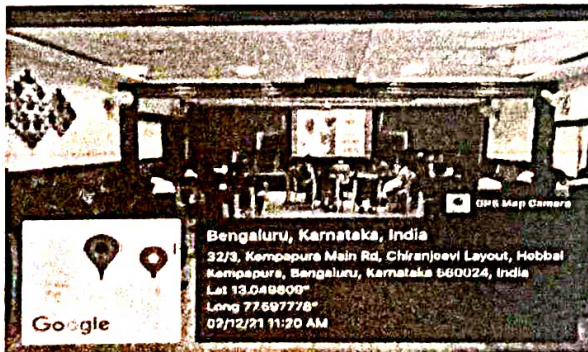 GPS Map Camera
Bengaluru, Karnataka, India
32/3, Kempapura Main Rd, Chiranjeevi Layout, Hebbal
Kempapura, Bengaluru, Karnataka 560024, India
Lat 13.049809°
Long 77.597778°
02/12/21 11:20 AM
Google